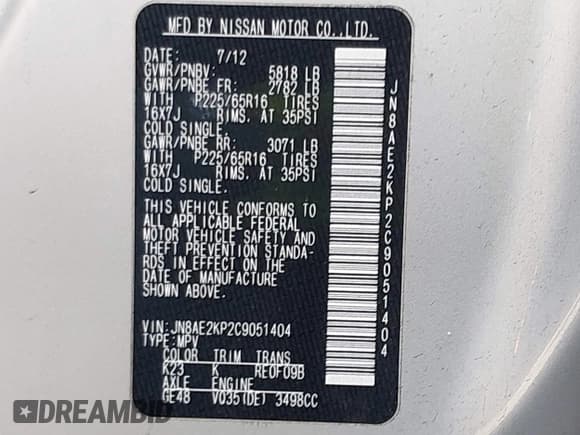 MFD BY NISSAN MOTOR CO.,LTD.
DATE: 7/12
GVWR/PNBV: 5818 LB
GAWR/PNBE FR: 2782 LB
WITH P225/65R16 TIRES
16X7J RIMS. AT 35PSI
COLD SINGLE.
GAWR/PNBE RR: 3071 LB
WITH P225/65R16 TIRES
16X7J RIMS. AT 35PSI
COLD SINGLE.
THIS VEHICLE CONFORMS TO
ALL APPLICABLE FEDERAL
MOTOR VEHICLE SAFETY AND
THEFT PREVENTION STANDA-
RDS IN EFFECT ON THE
DATE OF MANUFACTURE
SHOWN ABOVE.
VIN:JN8AE2KP2C9051404
TYPE:MPV
COLOR TRIM TRANS
K23 K RE0F09B
AXLE ENGINE
GE48 VQ35(DE) 3498CC
JN8AE2KP2C9051404
DREAMBID